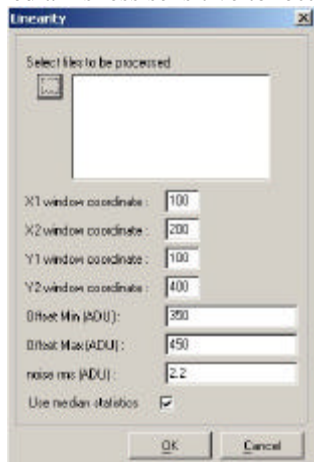 Linearity
Select files to be processed
...
X1 window coordinate : 100
X2 window coordinate : 200
Y1 window coordinate : 100
Y2 window coordinate : 400
Offset Min (ADU) : 350
Offset Max (ADU) : 450
noise rms (ADU) : 2.2
Use median statistics
OK Cancel